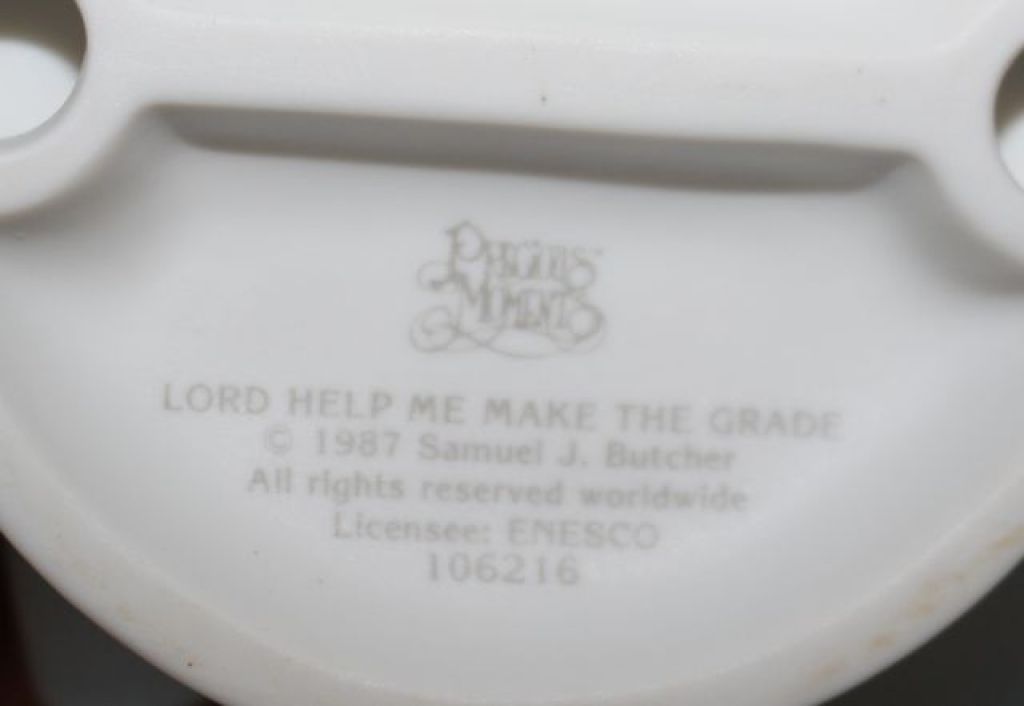 PRECIOUS
MOMENTS
LORD HELP ME MAKE THE GRADE
© 1987 Samuel J. Butcher
All rights reserved worldwide
Licensee: ENESCO
106216